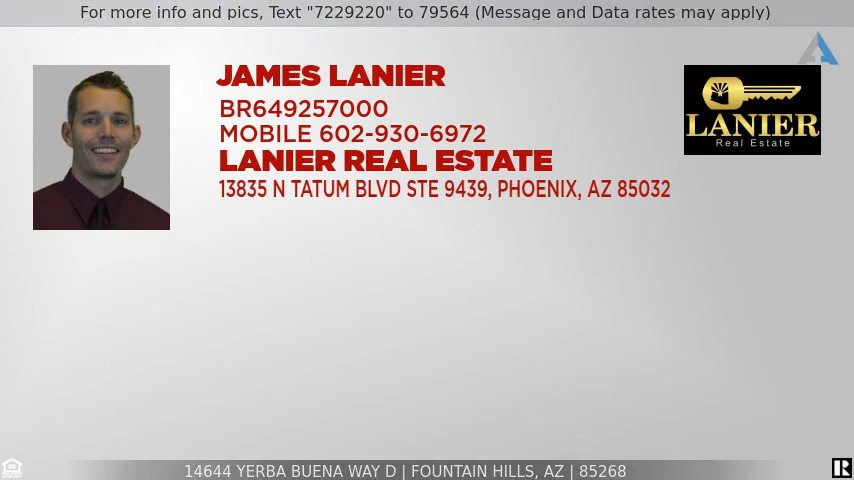 For more info and pics, Text "7229220" to 79564 (Message and Data rates may apply)
JAMES LANIER
BR649257000
MOBILE 602-930-6972
LANIER REAL ESTATE
13835 N TATUM BLVD STE 9439, PHOENIX, AZ 85032
LANIER
Real Estate
14644 YERBA BUENA WAY D | FOUNTAIN HILLS, AZ | 85268